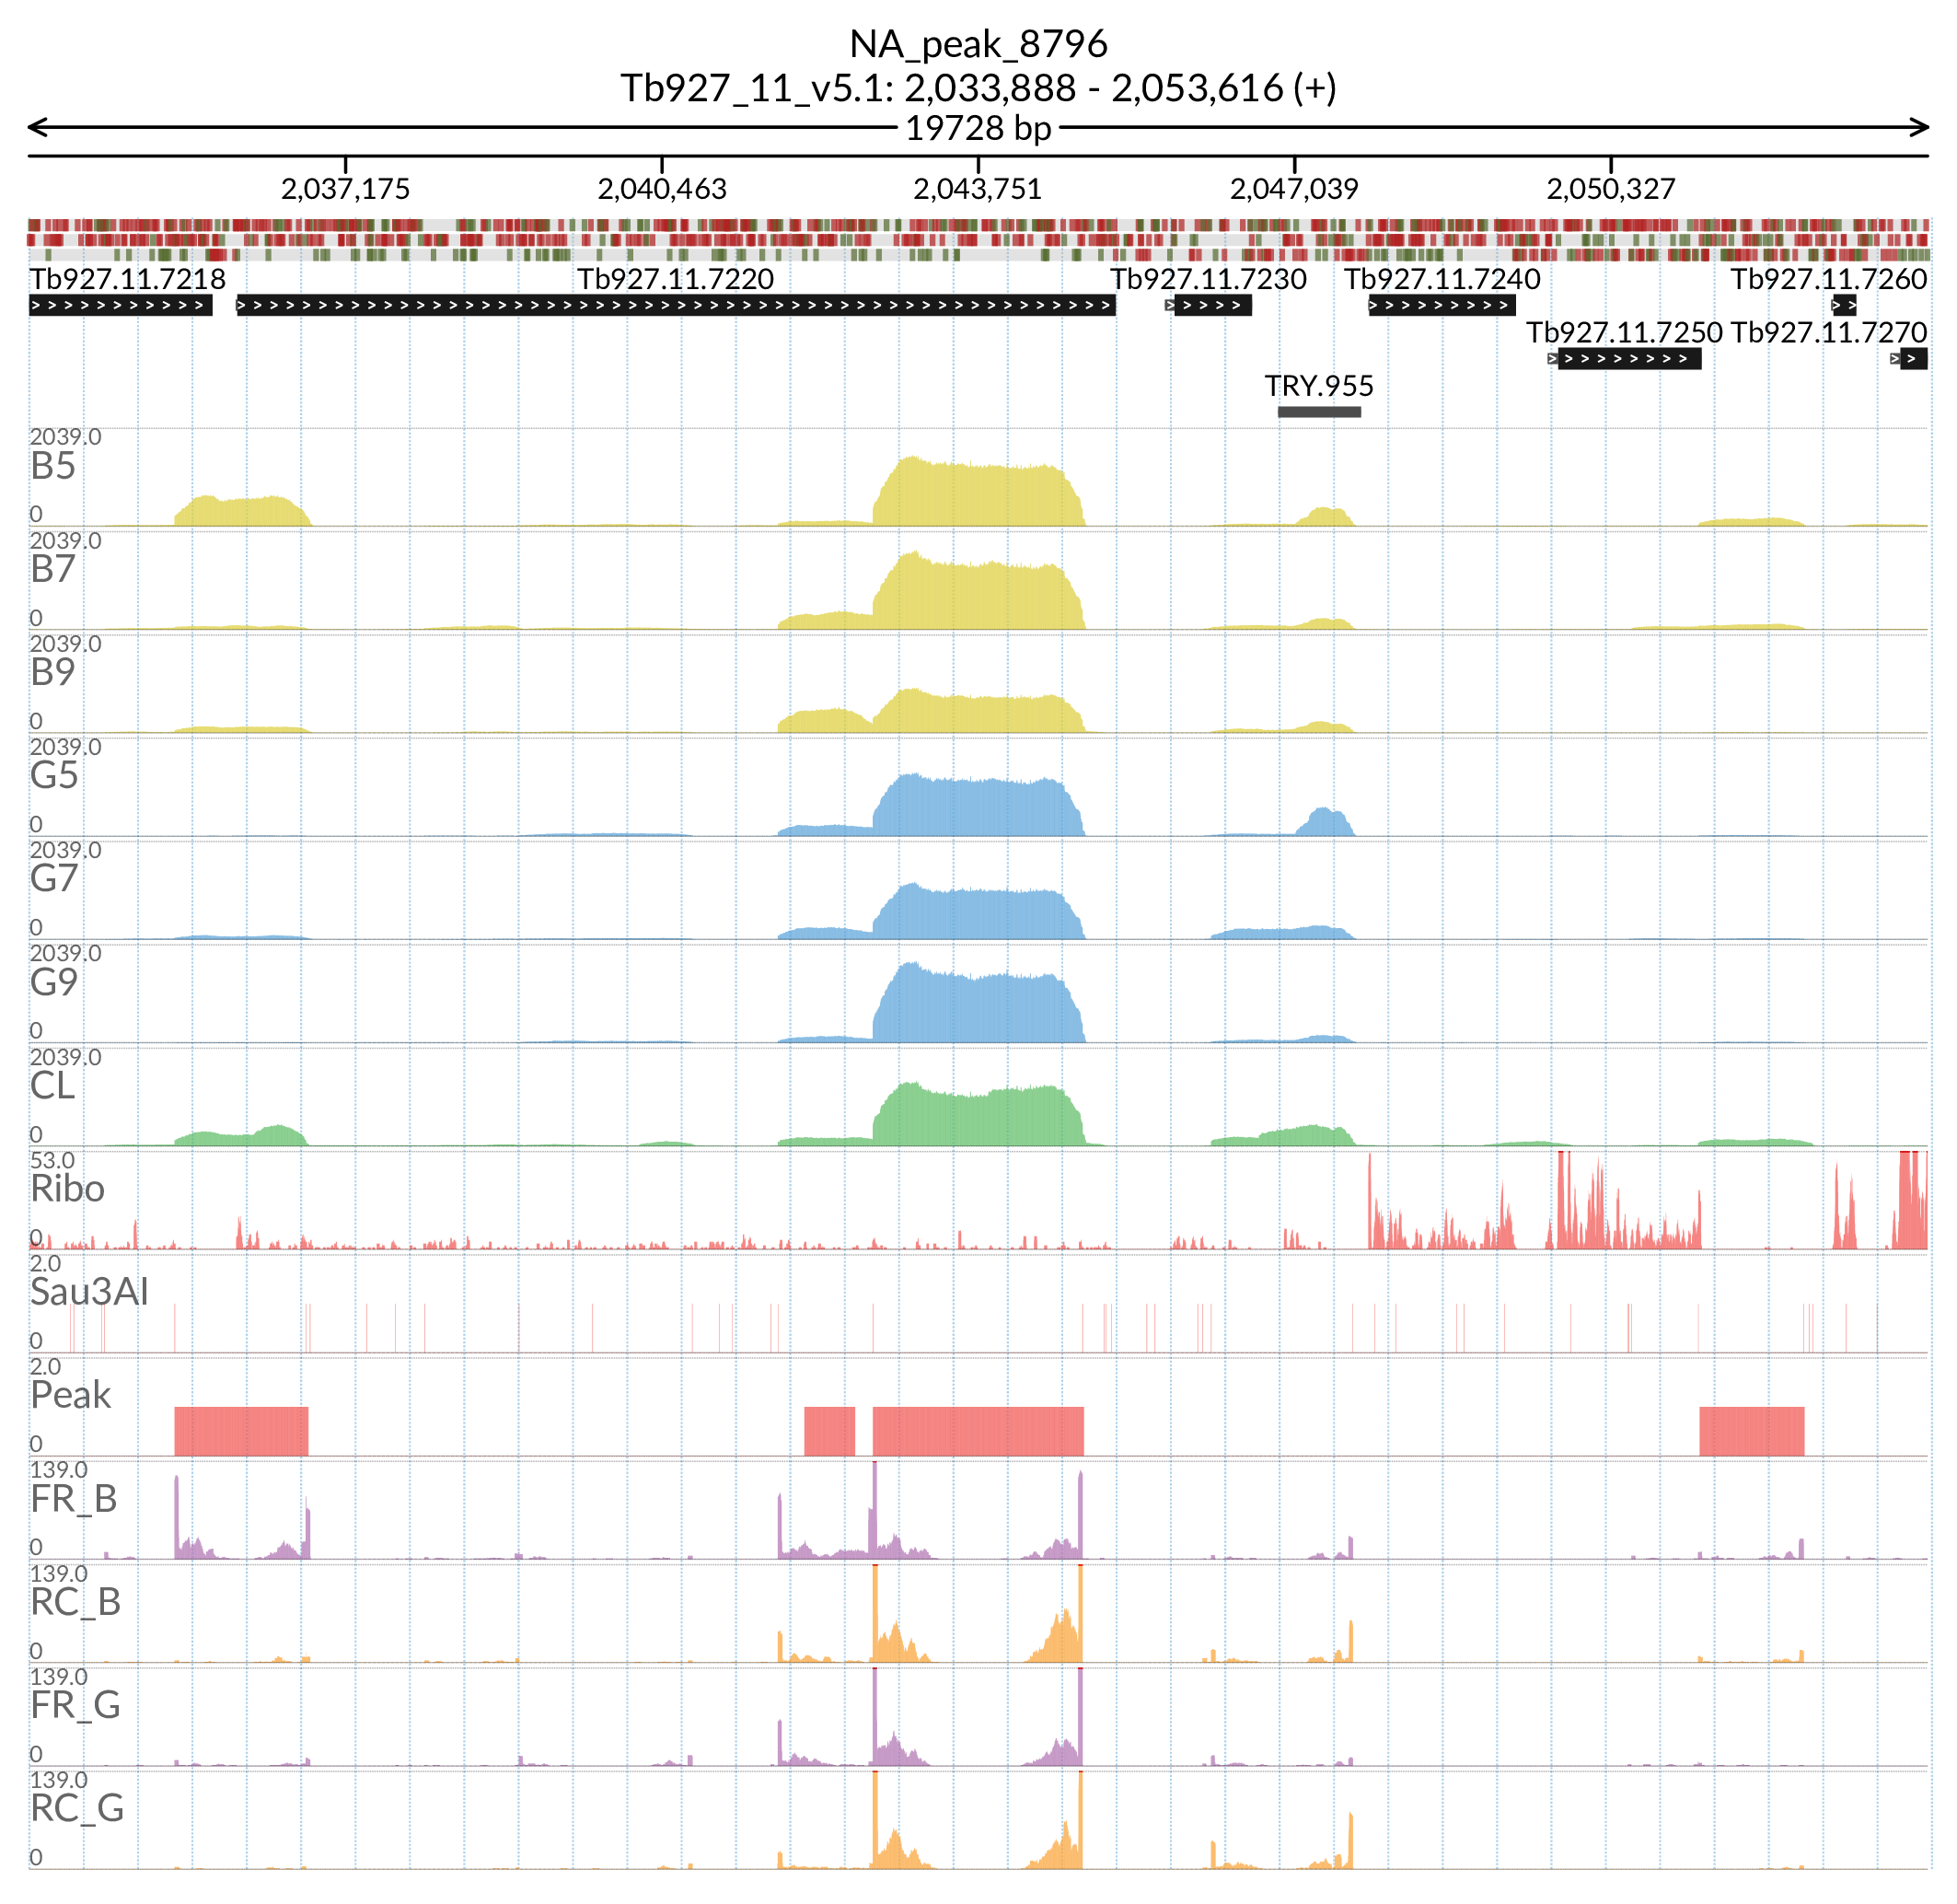 NA_peak_8796
Tb927_11_v5.1: 2,033,888 - 2,053,616 (+)
19728 bp
2,037,175 2,040,463 2,043,751 2,047,039 2,050,327
Tb927.11.7218 Tb927.11.7220 Tb927.11.7230 Tb927.11.7240 Tb927.11.7260
Tb927.11.7250 Tb927.11.7270
TRY.955
2039.0
B5
0
2039.0
B7
0
2039.0
B9
0
2039.0
G5
0
2039.0
G7
0
2039.0
G9
0
2039.0
CL
0
53.0
Ribo
0
2.0
Sau3AI
0
2.0
Peak
0
139.0
FR_B
0
139.0
RC_B
0
139.0
FR_G
0
139.0
RC_G
0